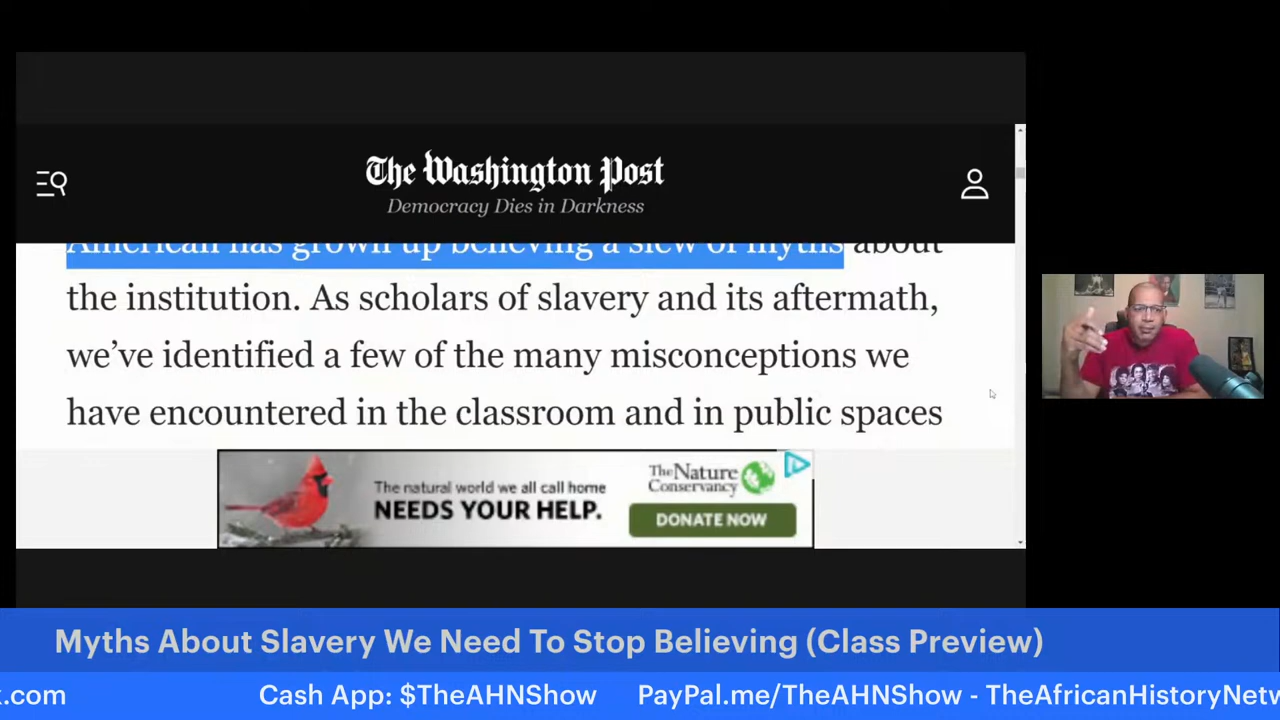 The Washington Post
Democracy Dies in Darkness
American has grown up believing a slew of myths about
the institution. As scholars of slavery and its aftermath,
we’ve identified a few of the many misconceptions we
have encountered in the classroom and in public spaces
The natural world we all call home
NEEDS YOUR HELP.
The Nature
Conservancy
DONATE NOW
Myths About Slavery We Need To Stop Believing (Class Preview)
k.com Cash App: $TheAHNShow PayPal.me/TheAHNShow - TheAfricanHistoryNetw